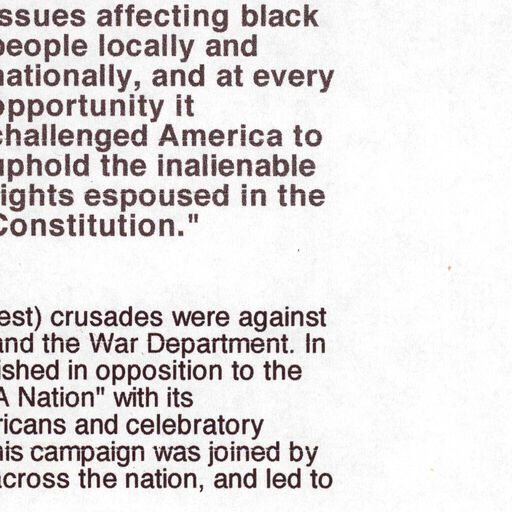 issues affecting black
people locally and
nationally, and at every
opportunity it
challenged America to
uphold the inalienable
rights espoused in the
Constitution."
est) crusades were against
and the War Department. In
ished in opposition to the
A Nation" with its
ricans and celebratory
his campaign was joined by
across the nation, and led to